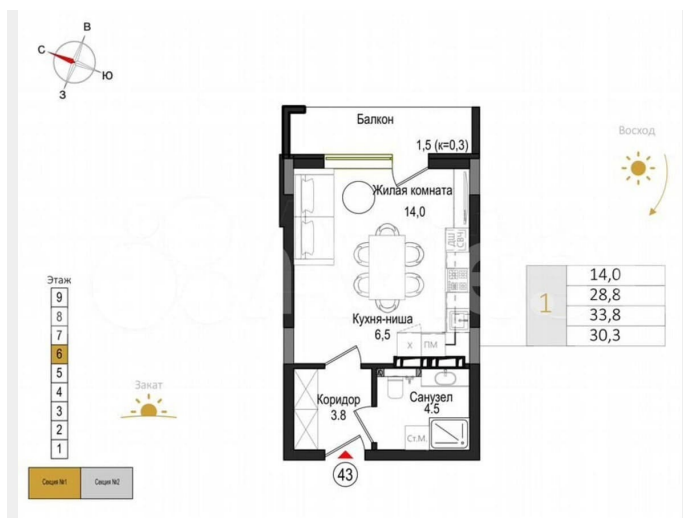 В
С
Ю
З
Балкон
1,5 (к=0,3)
Восход
Жилая комната
14,0
ДШ
СВЧ
Этаж
9
8
7
6
5
4
3
2
1
Кухня-ниша
6,5
Х
ПМ
1
14,0
28,8
33,8
30,3
Закат
Коридор
3.8
Санузел
4.5
Ст.М.
43
Секция №1
Секция №2